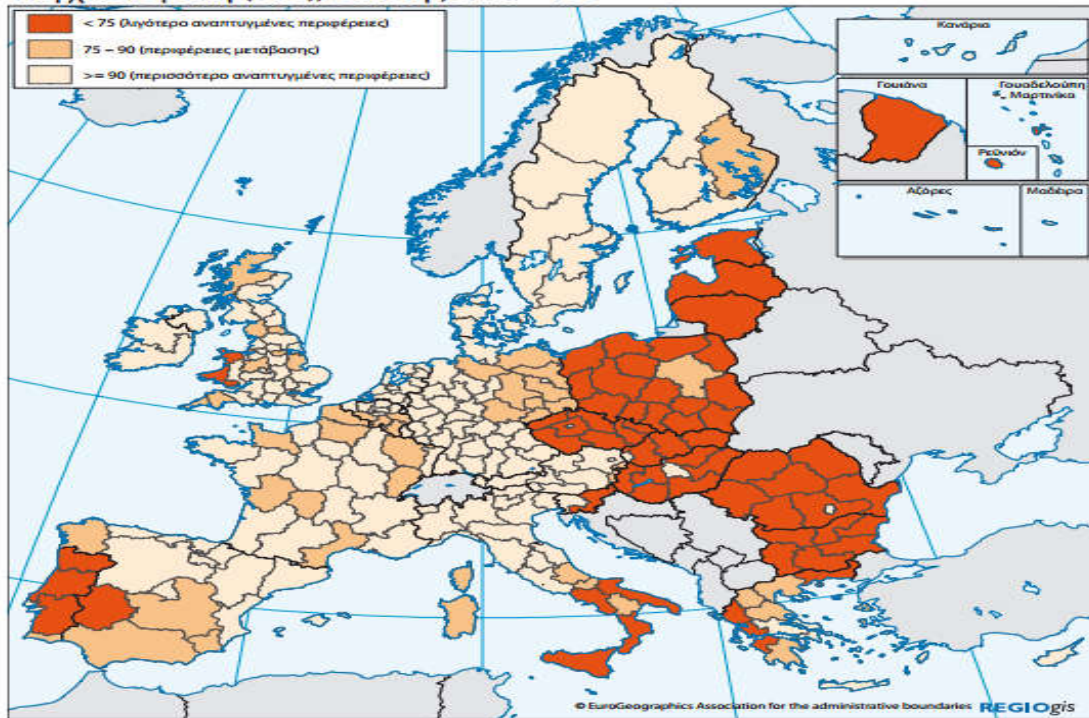 < 75 (λιγότερο αναπτυγμένες περιφέρειες)
75 – 90 (περιφέρειες μετάβασης)
>= 90 (περισσότερο αναπτυγμένες περιφέρειες)
Κανάρια
Γουιάνα
Γουαδελούπη
Μαρτινίκα
Ρεϋνιόν
Αζόρες
Μαδέιρα
© EuroGeographics Association for the administrative boundaries
REGIOgis